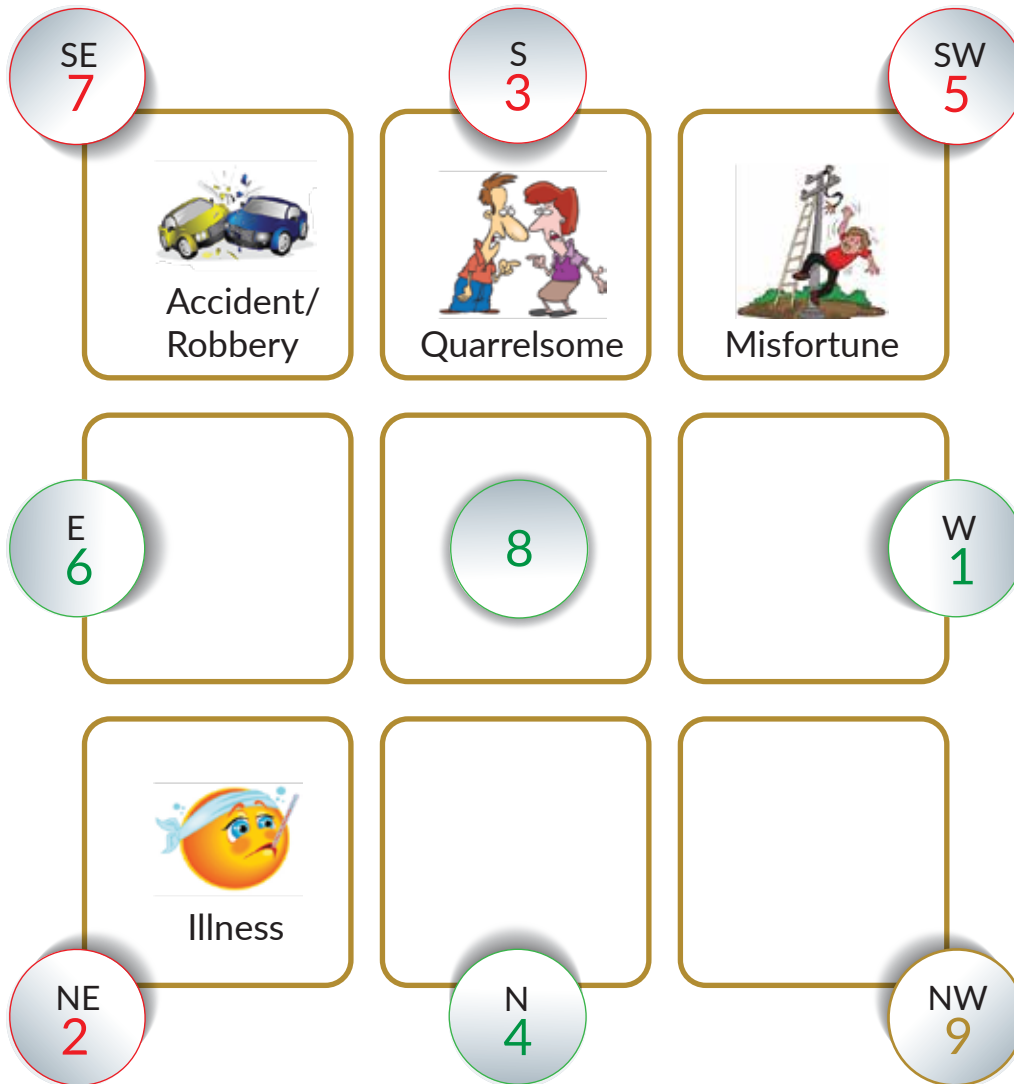 SE
7
S
3
SW
5
Accident/
Robbery
Quarrelsome
Misfortune
E
6
8
W
1
Illness
NE
2
N
4
NW
9